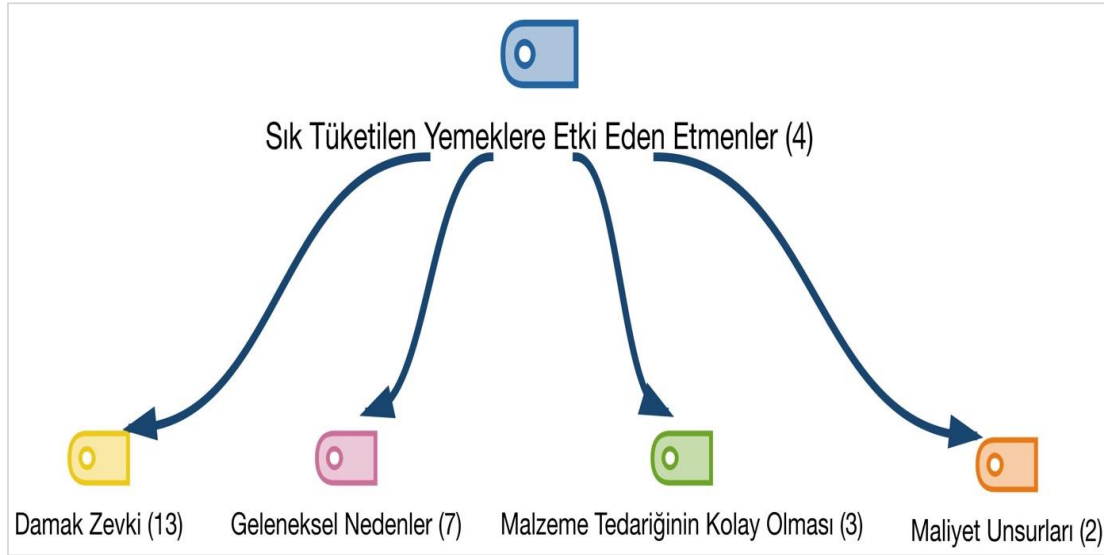 Sık Tüketilen Yemeklere Etki Eden Etmenler (4)
Damak Zevki (13)
Geleneksel Nedenler (7)
Malzeme Tedariğinin Kolay Olması (3)
Maliyet Unsurları (2)